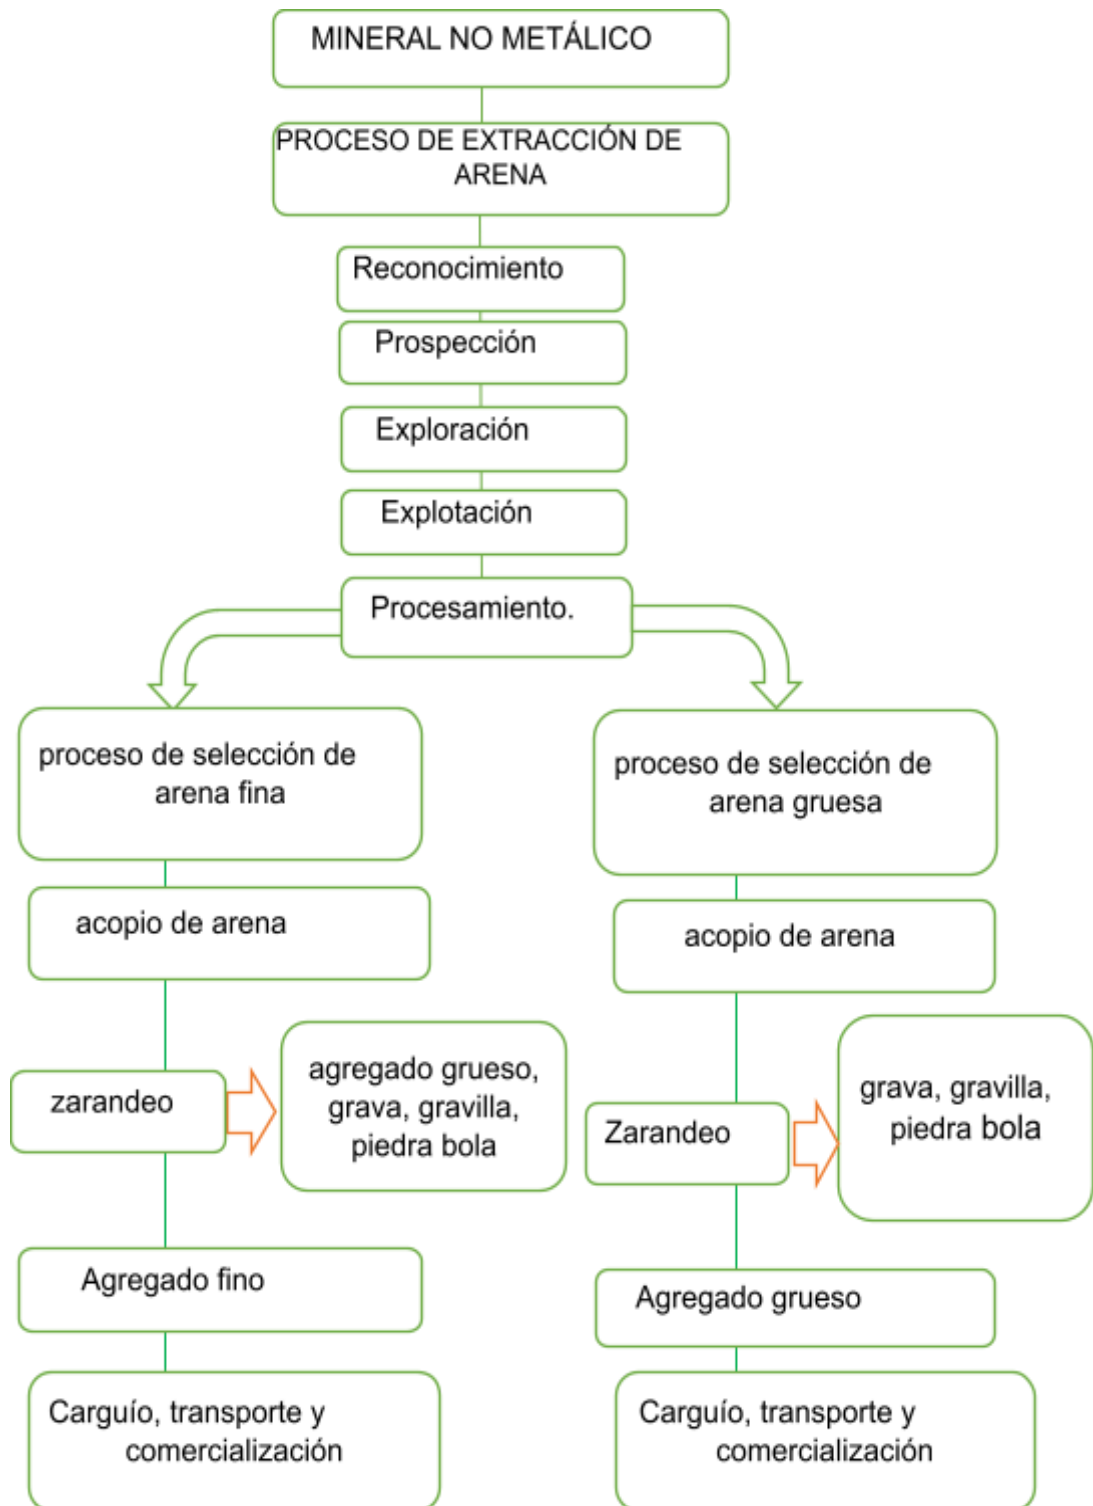 MINERAL NO METÁLICO
PROCESO DE EXTRACCIÓN DE
ARENA
Reconocimiento
Prospección
Exploración
Explotación
Procesamiento.
proceso de selección de
arena fina
acopio de arena
zarandeo
agregado grueso,
grava, gravilla,
piedra bola
Agregado fino
Carguío, transporte y
comercialización
proceso de selección de
arena gruesa
acopio de arena
Zarandeo
grava, gravilla,
piedra bola
Agregado grueso
Carguío, transporte y
comercialización